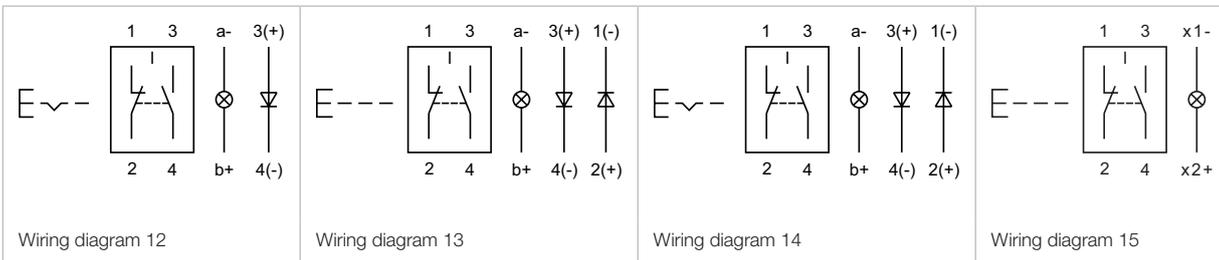 1 3 a- 3(+)
2 4 b+ 4(-)
Wiring diagram 12
1 3 a- 3(+) 1(-)
2 4 b+ 4(-) 2(+)
Wiring diagram 13
1 3 a- 3(+) 1(-)
2 4 b+ 4(-) 2(+)
Wiring diagram 14
1 3 x1-
2 4 x2+
Wiring diagram 15